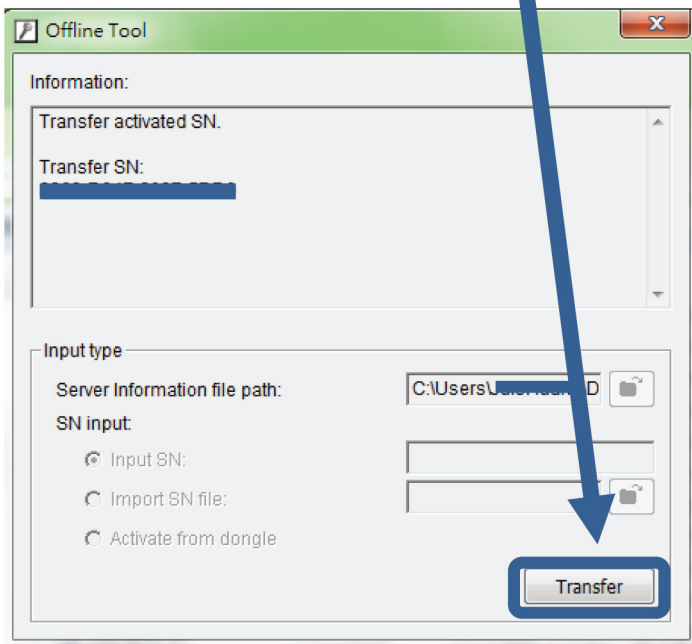 Offline Tool
Information:
Transfer activated SN.
Transfer SN:
Input type
Server Information file path:
C:\Users\
D
SN input:
Input SN:
Import SN file:
Activate from dongle
Transfer